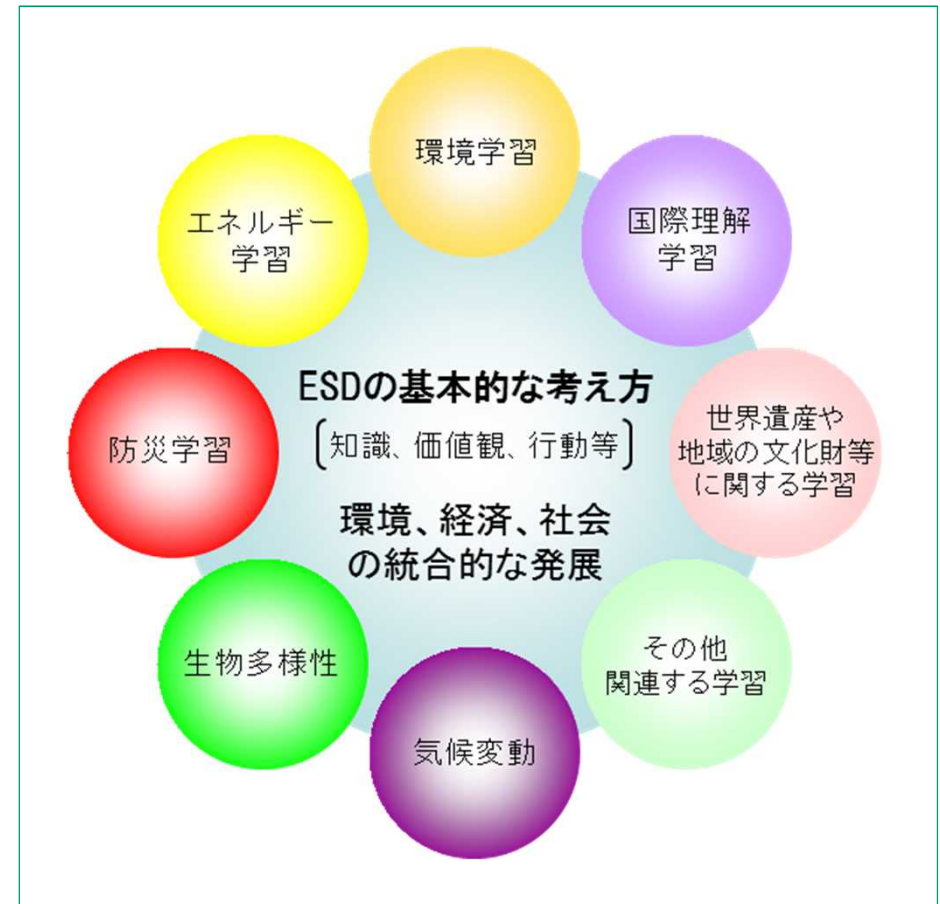 環境学習
エネルギー
学習
国際理解
学習
ESDの基本的な考え方
[知識、価値観、行動等]
環境、経済、社会
の統合的な発展
防災学習
世界遺産や
地域の文化財等
に関する学習
生物多様性
その他
関連する学習
気候変動